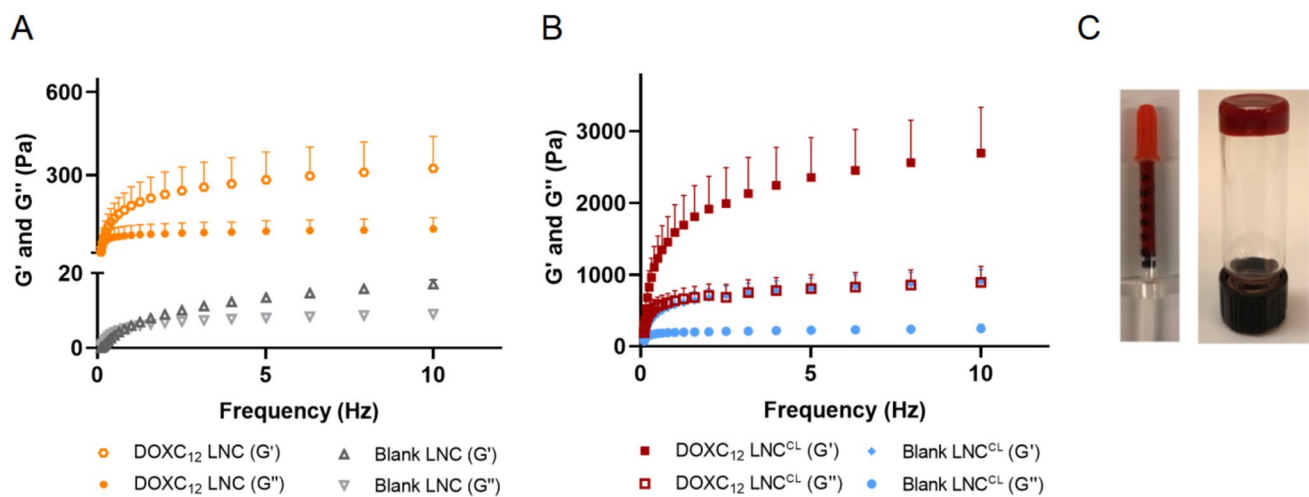 A
B
C
G' and G" (Pa)
600
300
20
10
0
0
5
10
Frequency (Hz)
DOXC₁₂ LNC (G')
Blank LNC (G')
DOXC₁₂ LNC (G")
Blank LNC (G")
G' and G" (Pa)
3000
2000
1000
0
0
5
10
Frequency (Hz)
DOXC₁₂ LNCᶜᴸ (G')
Blank LNCᶜᴸ (G')
DOXC₁₂ LNCᶜᴸ (G")
Blank LNCᶜᴸ (G")